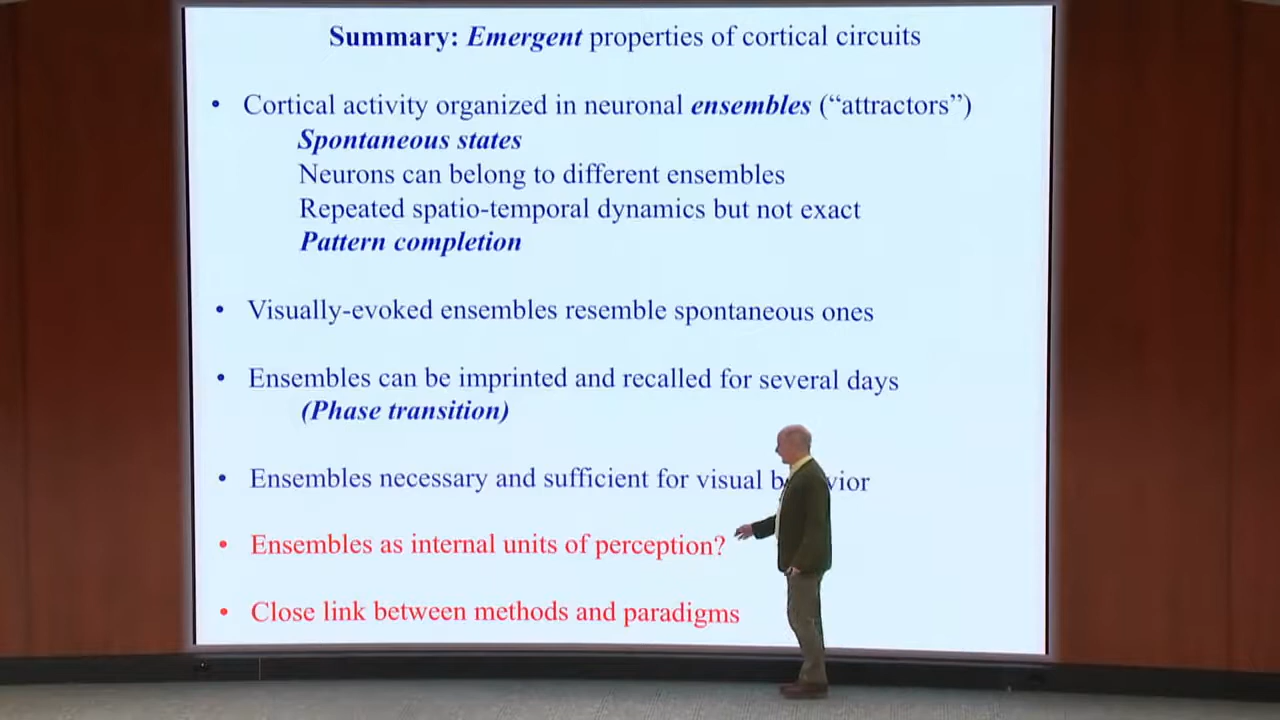 Summary: Emergent properties of cortical circuits
• Cortical activity organized in neuronal ensembles (“attractors”)
Spontaneous states
Neurons can belong to different ensembles
Repeated spatio-temporal dynamics but not exact
Pattern completion
• Visually-evoked ensembles resemble spontaneous ones
• Ensembles can be imprinted and recalled for several days
(Phase transition)
• Ensembles necessary and sufficient for visual
• Ensembles as internal units of perception?
• Close link between methods and paradigms